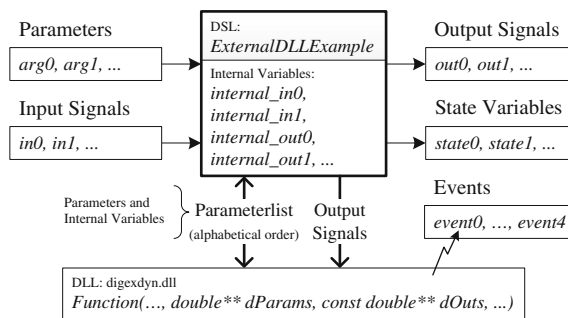 Parameters
arg0, arg1, ...
Input Signals
in0, in1, ...
DSL:
ExternalDLLExample
Internal Variables:
internal_in0,
internal_in1,
internal_out0,
internal_out1, ...
Output Signals
out0, out1, ...
State Variables
state0, state1, ...
Events
event0, ..., event4
Parameters and
Internal Variables
Parameterlist
(alphabetical order)
Output
Signals
DLL: digexdyn.dll
Function(..., double** dParams, const double** dOuts, ...)